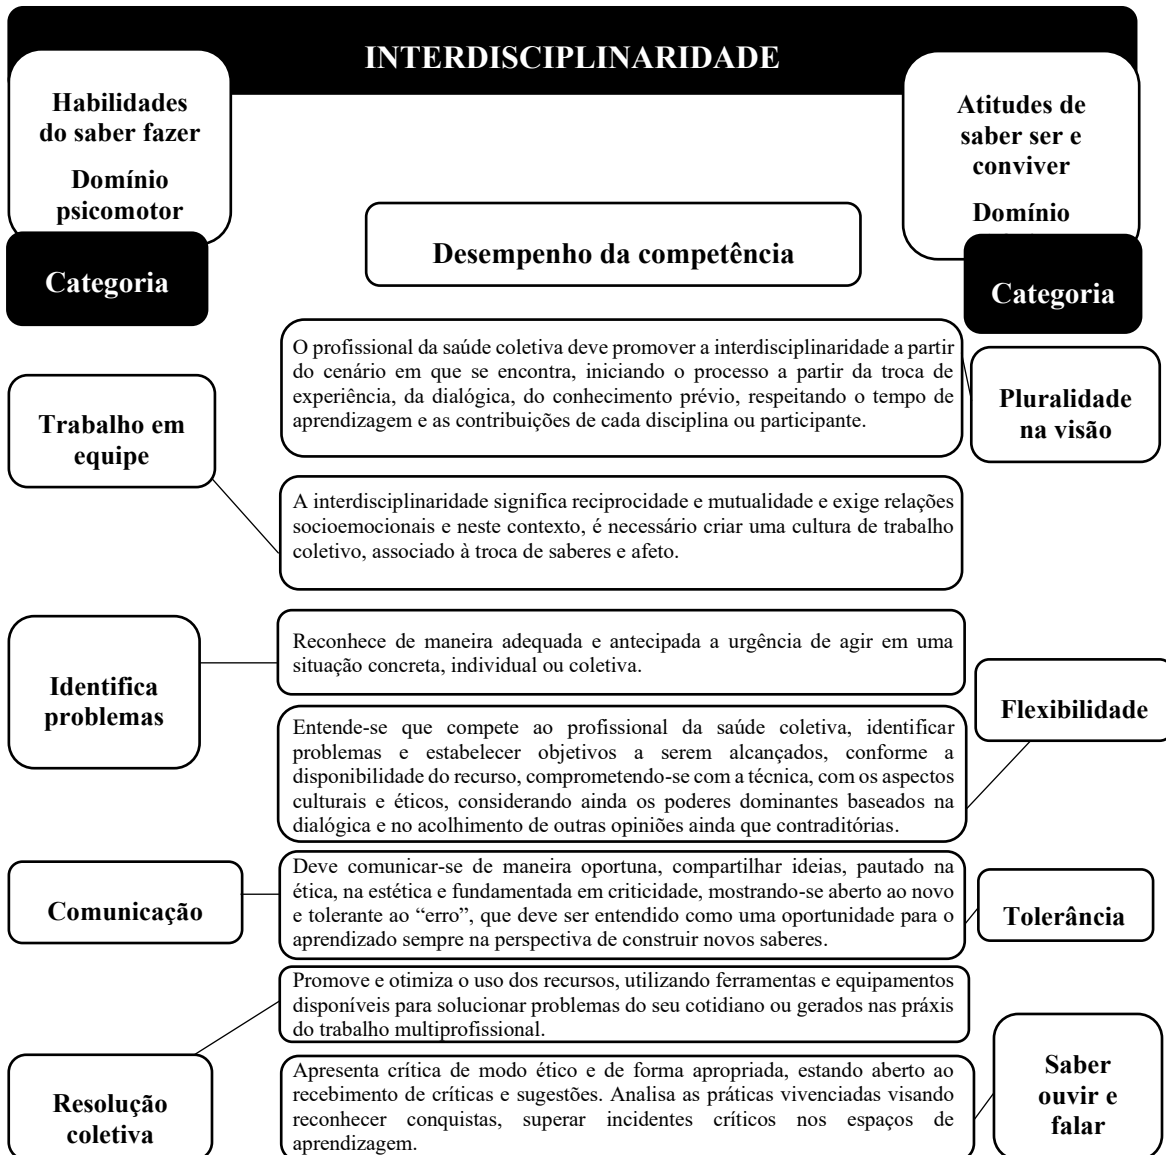 INTERDISCIPLINARIDADE
Habilidades
do saber fazer
Domínio
psicomotor
Categoria
Atitudes de
saber ser e
conviver
Domínio
Categoria
Desempenho da competência
O profissional da saúde coletiva deve promover a interdisciplinaridade a partir
do cenário em que se encontra, iniciando o processo a partir da troca de
experiência, da dialógica, do conhecimento prévio, respeitando o tempo de
aprendizagem e as contribuições de cada disciplina ou participante.
Pluralidade
na visão
Trabalho em
equipe
A interdisciplinaridade significa reciprocidade e mutualidade e exige relações
socioemocionais e neste contexto, é necessário criar uma cultura de trabalho
coletivo, associado à troca de saberes e afeto.
Identifica
problemas
Reconhece de maneira adequada e antecipada a urgência de agir em uma
situação concreta, individual ou coletiva.
Entende-se que compete ao profissional da saúde coletiva, identificar
problemas e estabelecer objetivos a serem alcançados, conforme a
disponibilidade do recurso, comprometendo-se com a técnica, com os aspectos
culturais e éticos, considerando ainda os poderes dominantes baseados na
dialógica e no acolhimento de outras opiniões ainda que contraditórias.
Flexibilidade
Comunicação
Deve comunicar-se de maneira oportuna, compartilhar ideias, pautado na
ética, na estética e fundamentada em criticidade, mostrando-se aberto ao novo
e tolerante ao “erro”, que deve ser entendido como uma oportunidade para o
aprendizado sempre na perspectiva de construir novos saberes.
Tolerância
Promove e otimiza o uso dos recursos, utilizando ferramentas e equipamentos
disponíveis para solucionar problemas do seu cotidiano ou gerados nas práxis
do trabalho multiprofissional.
Resolução
coletiva
Apresenta crítica de modo ético e de forma apropriada, estando aberto ao
recebimento de críticas e sugestões. Analisa as práticas vivenciadas visando
reconhecer conquistas, superar incidentes críticos nos espaços de
aprendizagem.
Saber
ouvir e
falar